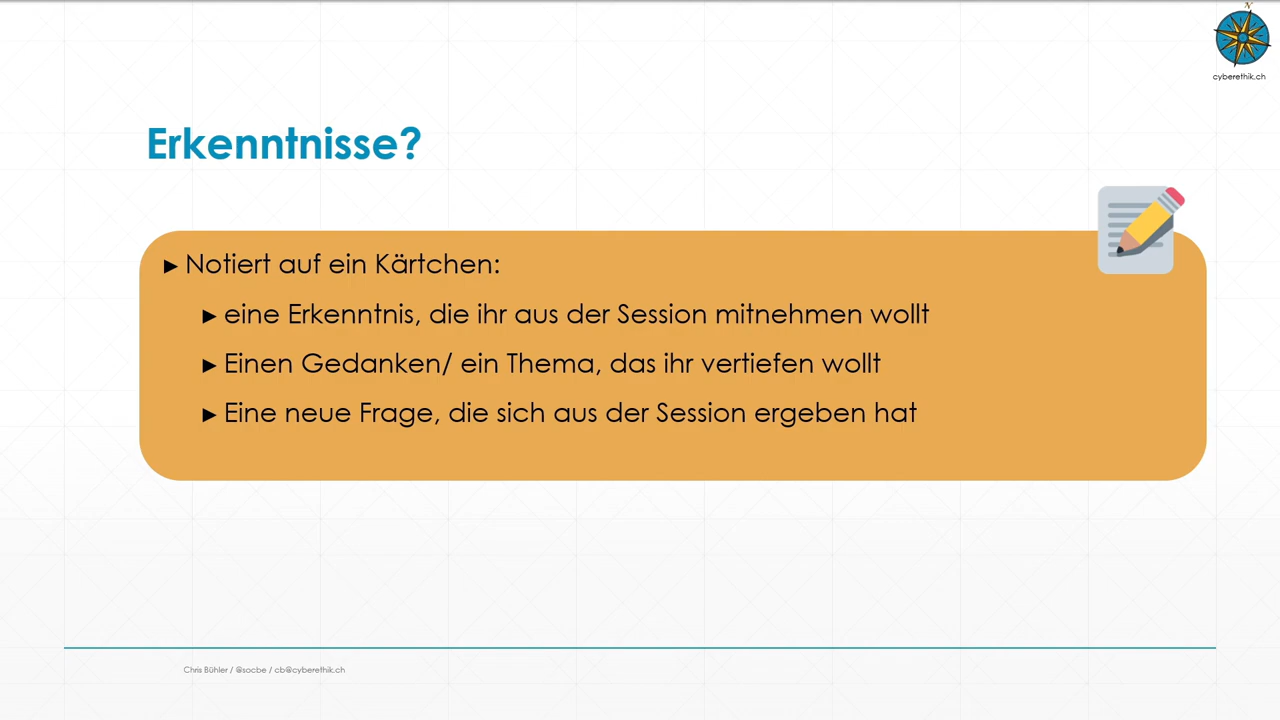 N
cyberethik.ch
Erkenntnisse?
► Notiert auf ein Kärtchen:
► eine Erkenntnis, die ihr aus der Session mitnehmen wollt
► Einen Gedanken/ ein Thema, das ihr vertiefen wollt
► Eine neue Frage, die sich aus der Session ergeben hat
Chris Bühler / @socbe / cb@cyberethik.ch